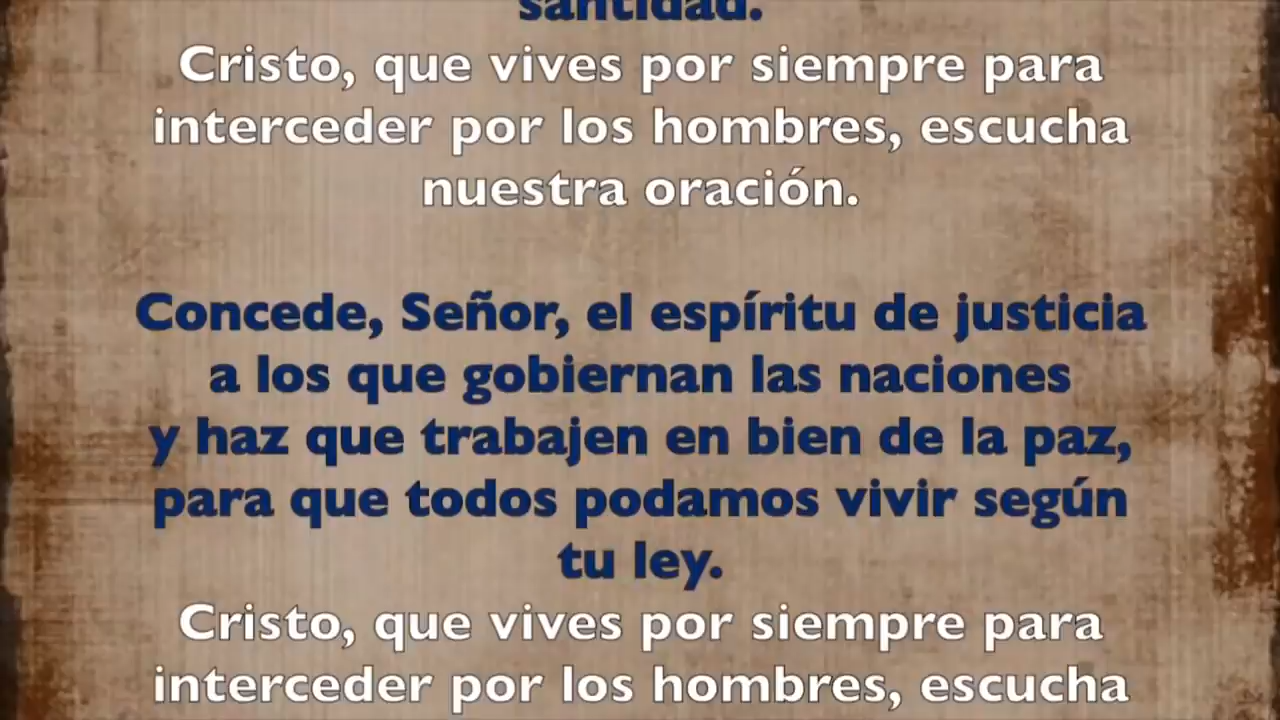 santidad.
Cristo, que vives por siempre para
interceder por los hombres, escucha
nuestra oración.
Concede, Señor, el espíritu de justicia
a los que gobiernan las naciones
y haz que trabajen en bien de la paz,
para que todos podamos vivir según
tu ley.
Cristo, que vives por siempre para
interceder por los hombres, escucha